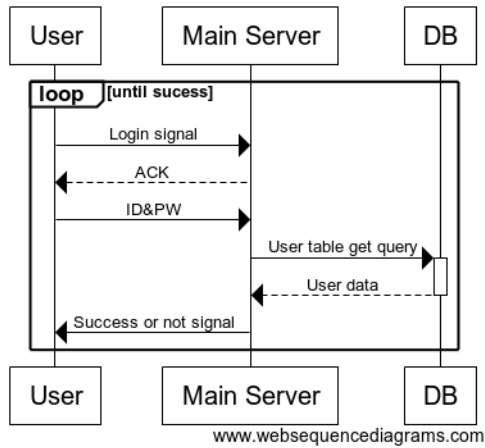 User Main Server DB
loop [until sucess]
Login signal
ACK
ID&PW
User table get query
User data
Success or not signal
User Main Server DB
www.websequencediagrams.com